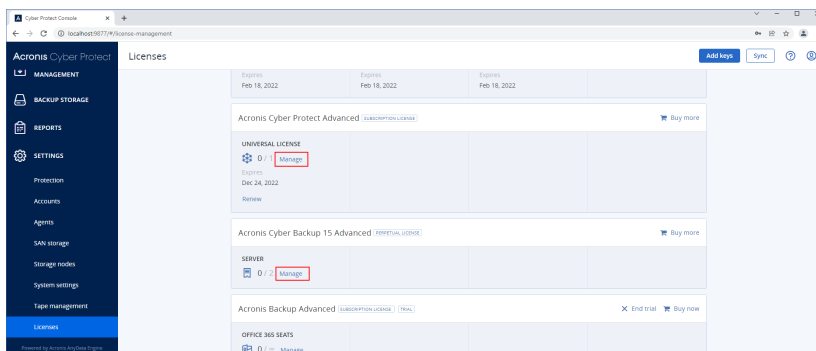 Cyber Protect Console
localhost:9877/#/license-management
Acronis Cyber Protect
Licenses
Add keys
Sync
MANAGEMENT
BACKUP STORAGE
REPORTS
SETTINGS
Protection
Accounts
Agents
SAN storage
Storage nodes
System settings
Tape management
Licenses
Powered by Acronis AnyData Engine
Expires Expires Expires
Feb 18, 2022 Feb 18, 2022 Feb 18, 2022
Acronis Cyber Protect Advanced SUBSCRIPTION LICENSE Buy more
UNIVERSAL LICENSE
0 / 1 Manage
Expires
Dec 24, 2022
Renew
Acronis Cyber Backup 15 Advanced PERPETUAL LICENSE Buy more
SERVER
0 / 2 Manage
Acronis Backup Advanced SUBSCRIPTION LICENSE TRIAL End trial Buy now
OFFICE 365 SEATS
0 / ∞ Manage